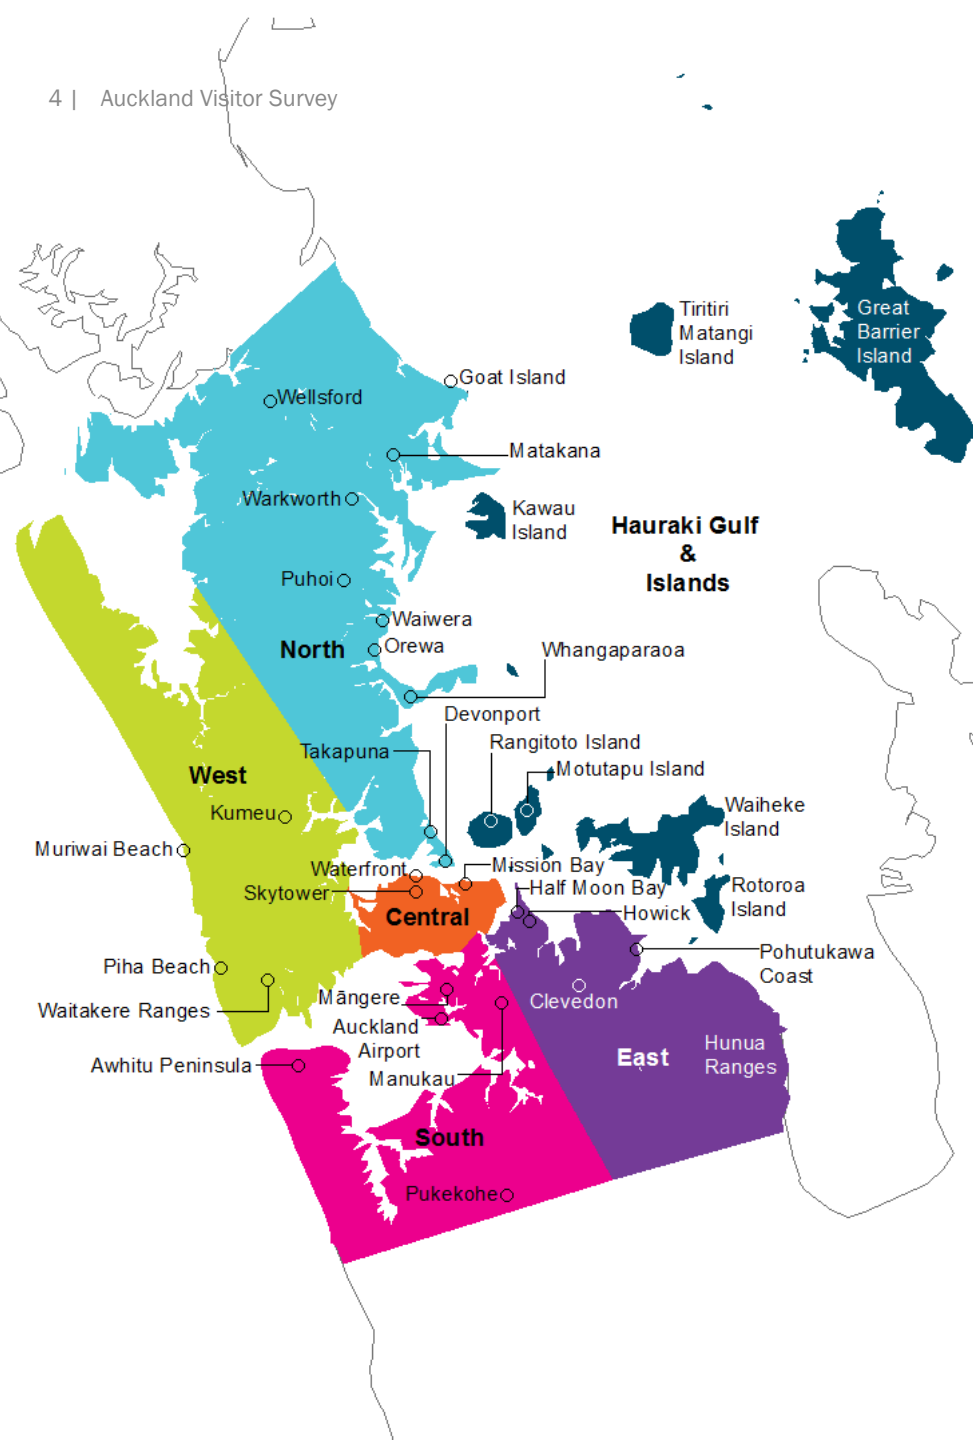 4 | Auckland Visitor Survey
Tiritiri
Matangi
Island
Great
Barrier
Island
Goat Island
Wellsford
Matakana
Warkworth
Kawau
Island
Hauraki Gulf
&
Islands
Puhoi
Waiwera
North
Orewa
Whangaparaoa
Devonport
Rangitoto Island
Takapuna
Motutapu Island
West
Kumeu
Waiheke
Island
Muriwai Beach
Waterfront
Mission Bay
Skytower
Half Moon Bay
Rotoroa
Island
Central
Howick
Pohutukawa
Coast
Piha Beach
Waitakere Ranges
Māngere
Clevedon
Auckland
Airport
East
Hunua
Ranges
Awhitu Peninsula
Manukau
South
Pukekohe